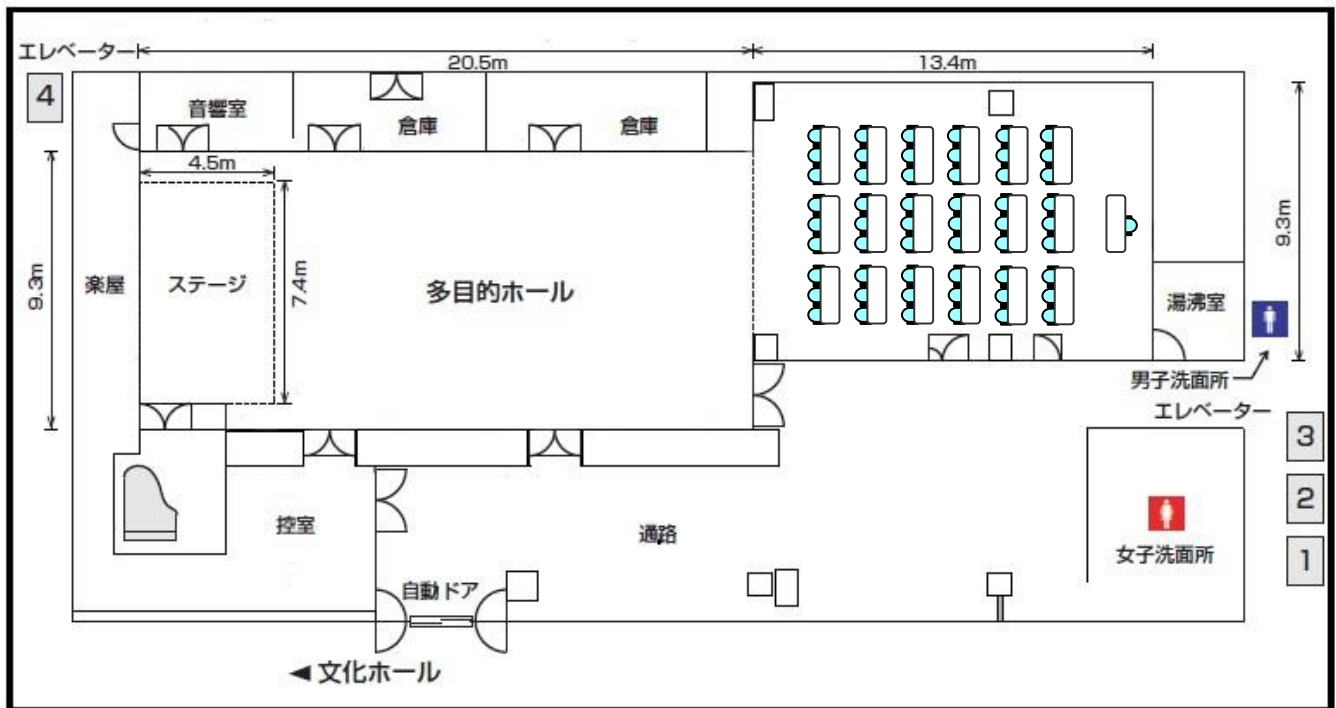 エレベーター
20.5m
13.4m
4
音響室
倉庫
倉庫
4.5m
9.3m
楽屋
ステージ
7.4m
多目的ホール
9.3m
湯沸室
男子洗面所
エレベーター
3
2
1
控室
通路
女子洗面所
自動ドア
◀ 文化ホール